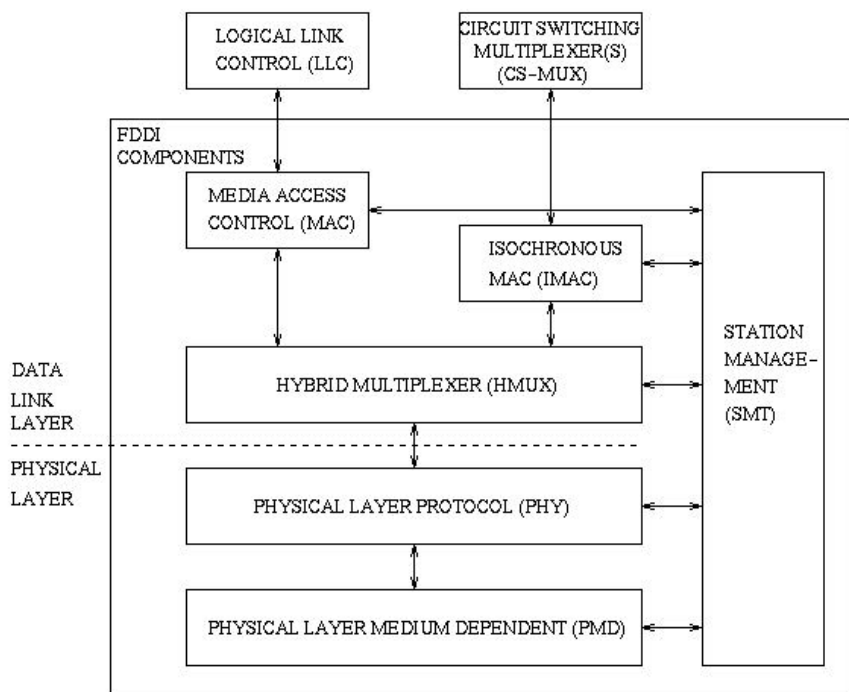 LOGICAL LINK
CONTROL (LLC)
CIRCUIT SWITCHING
MULTIPLEXER(S)
(CS-MUX)
FDDI
COMPONENTS
MEDIA ACCESS
CONTROL (MAC)
ISOCHRONOUS
MAC (IMAC)
STATION
MANAGE-
MENT
(SMT)
HYBRID MULTIPLEXER (HMUX)
DATA
LINK
LAYER
PHYSICAL
LAYER
PHYSICAL LAYER PROTOCOL (PHY)
PHYSICAL LAYER MEDIUM DEPENDENT (PMD)